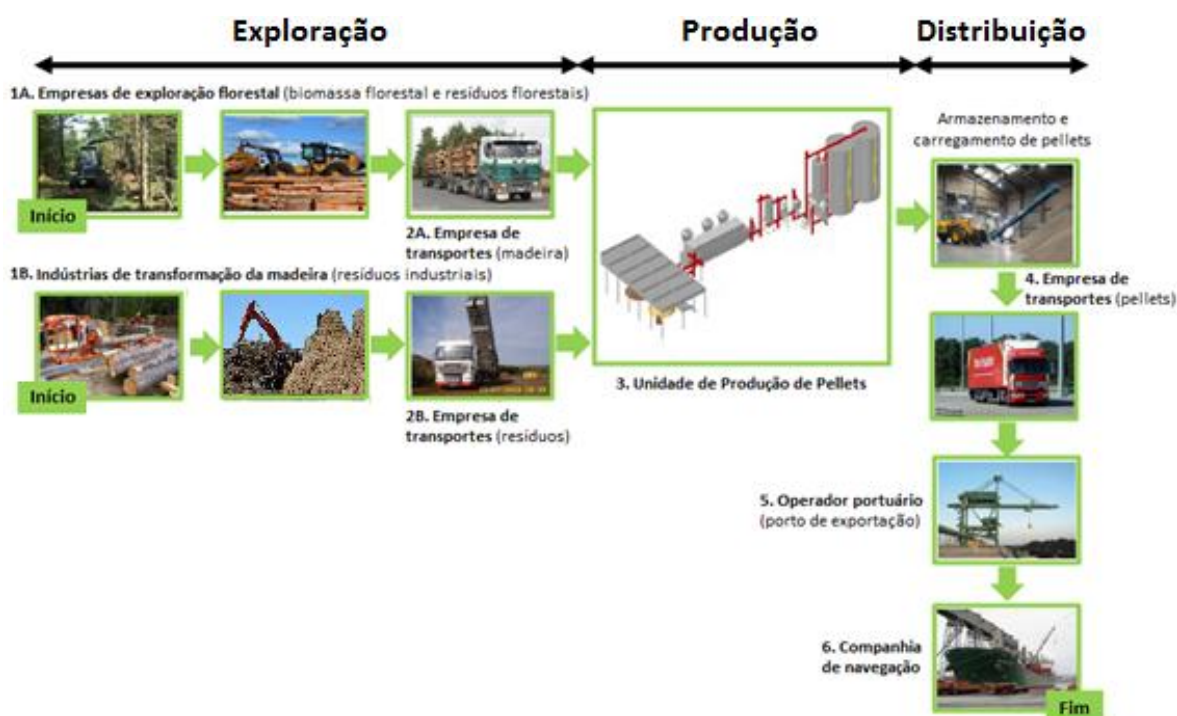 Exploração
Produção
Distribuição
1A. Empresas de exploração florestal (biomassa florestal e resíduos florestais)
Início
2A. Empresa de
transportes (madeira)
1B. Indústrias de transformação da madeira (resíduos industriais)
Início
2B. Empresa de
transportes (resíduos)
3. Unidade de Produção de Pellets
Armazenamento e
carregamento de pellets
4. Empresa de
transportes (pellets)
5. Operador portuário
(porto de exportação)
6. Companhia
de navegação
Fim